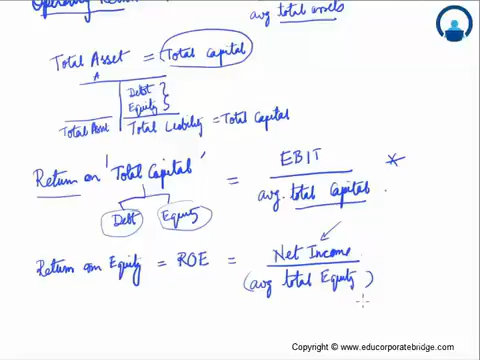 Operating Return
avg total assets
Total Asset = Total Capital
A
Debt }
Equity }
Total Asset Total Liability = Total Capital
Return on 'Total Capital' = EBIT *
avg. total Capital.
Debt Equity
Return on Equity = ROE = Net Income
(avg total Equity)
Copyright © www.educorporatebridge.com